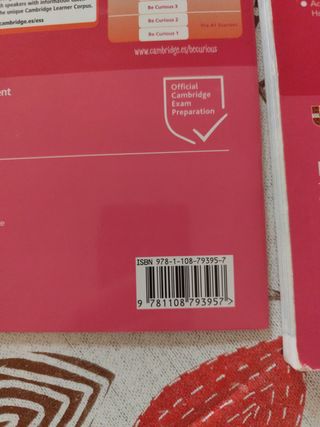 speakers with information
the unique Cambridge Learner Corpus.
cambridge.es/ess
Be Curious 3
Be Curious 2
Be Curious 1
Pre A1 Starters
www.cambridge.es/becurious
Official
Cambridge
Exam
Preparation
ISBN 978-1-108-79395-7
9 781108 793957 >